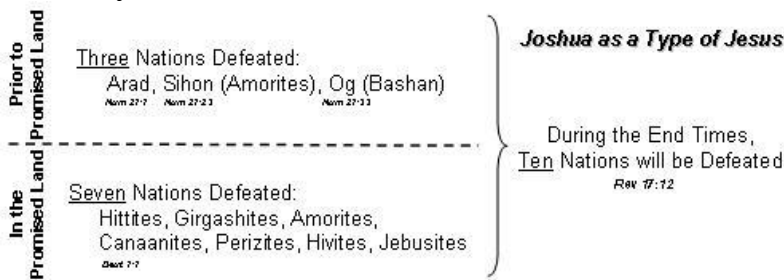 Prior to
Promised Land
Three Nations Defeated:
Arad, Sihon (Amorites), Og (Bashan)
Num 21:1 Num 21:23 Num 21:33
In the
Promised Land
Seven Nations Defeated:
Hittites, Girgashites, Amorites,
Canaanites, Perizites, Hivites, Jebusites
Deut 7:1
Joshua as a Type of Jesus
During the End Times,
Ten Nations will be Defeated
Rev 17:12